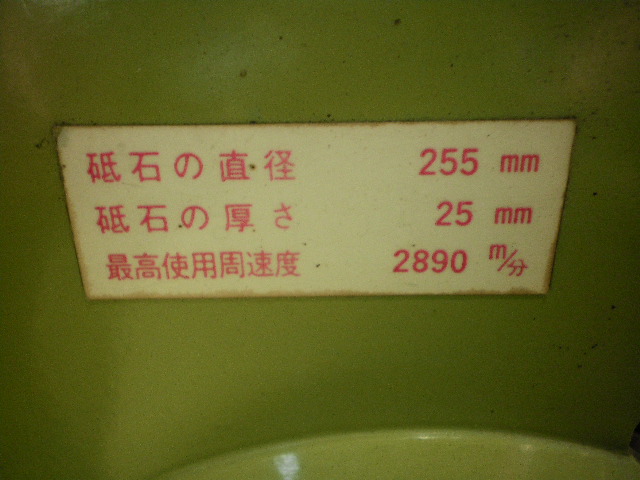 砥石の直径 255 mm
砥石の厚さ 25 mm
最高使用周速度 2890 m/分